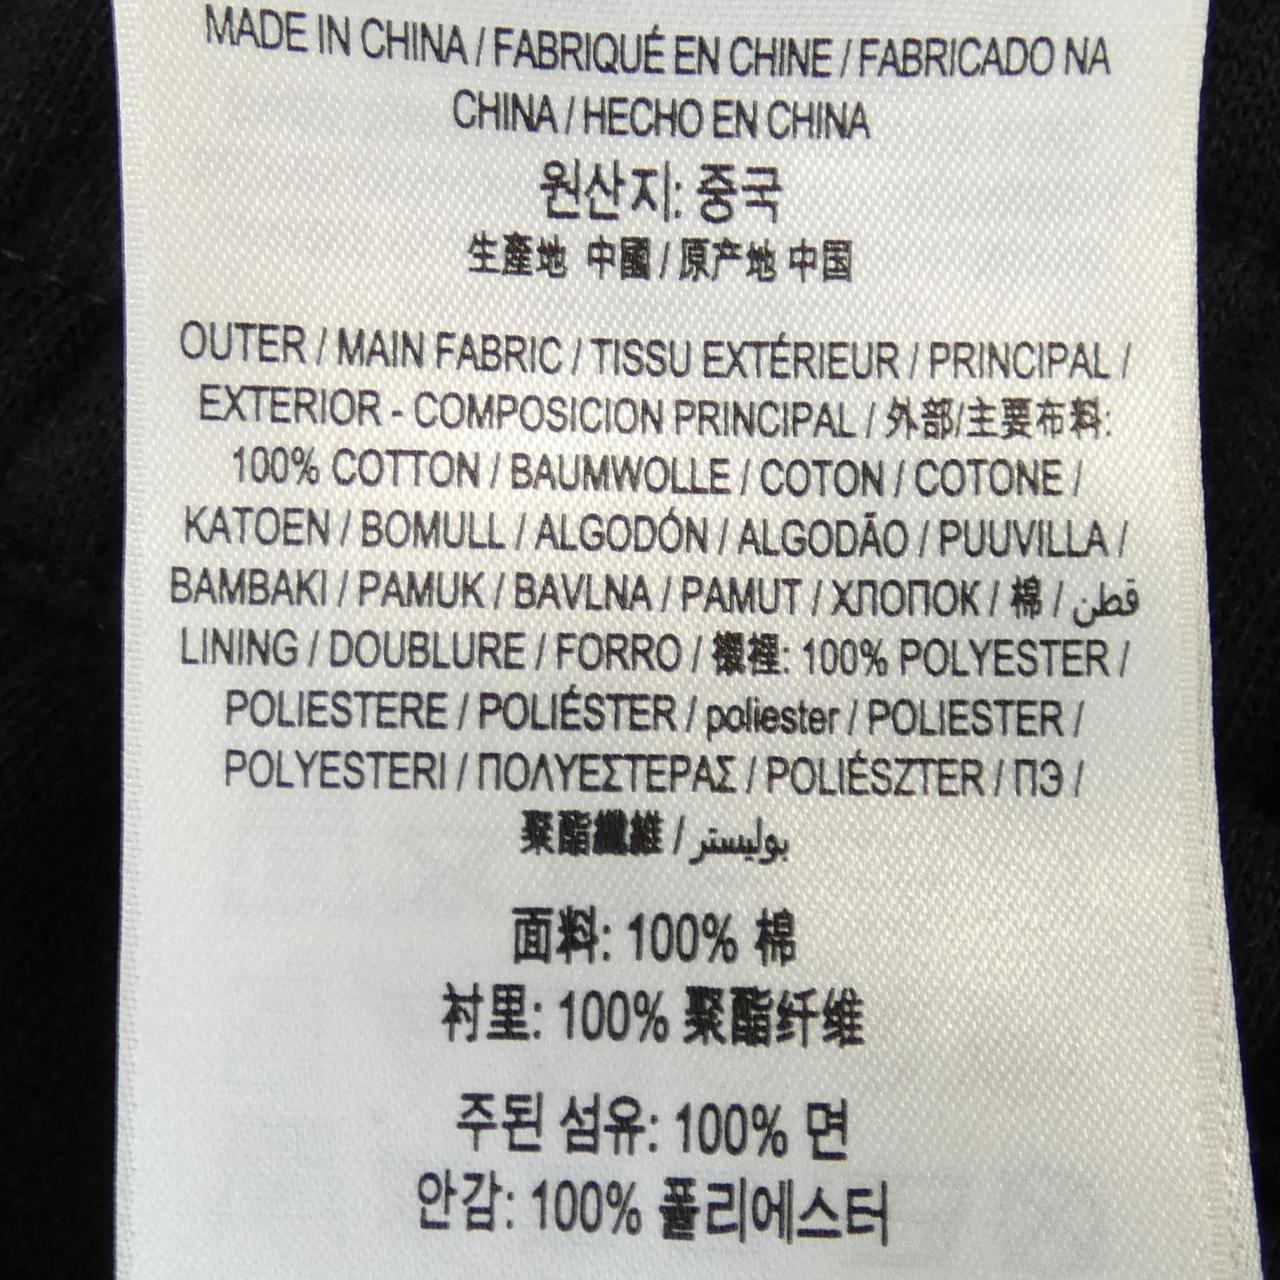 MADE IN CHINA / FABRIQUÉ EN CHINE / FABRICADO NA
CHINA / HECHO EN CHINA
원산지: 중국
生產地 中國 / 原产地 中国
OUTER / MAIN FABRIC / TISSU EXTÉRIEUR / PRINCIPAL /
EXTERIOR - COMPOSICION PRINCIPAL / 外部/主要布料:
100% COTTON / BAUMWOLLE / COTON / COTONE /
KATOEN / BOMULL / ALGODÓN / ALGODÃO / PUUVILLA /
BAMBAKI / PAMUK / BAVLNA / PAMUT / ХПОПОК / 棉 / قطن
LINING / DOUBLURE / FORRO / 襯裡: 100% POLYESTER /
POLIESTERE / POLIÉSTER / poliester / POLIESTER /
POLYESTERI / ΠΟΛΥΕΣΤΕΡΑΣ / POLIÉSZTER / ПЭ /
聚酯纖維 / بوليستر
面料: 100% 棉
衬里: 100% 聚酯纤维
주된 섬유: 100% 면
안감: 100% 폴리에스터